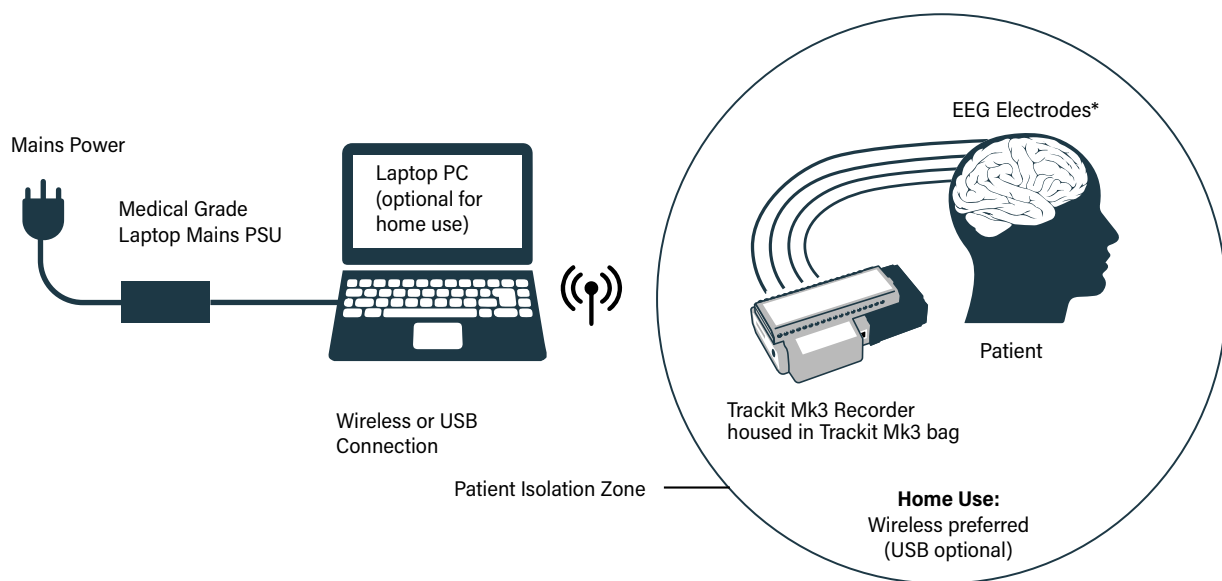 Mains Power
Medical Grade
Laptop Mains PSU
Laptop PC
(optional for
home use)
Wireless or USB
Connection
EEG Electrodes*
Patient
Trackit Mk3 Recorder
housed in Trackit Mk3 bag
Patient Isolation Zone
Home Use:
Wireless preferred
(USB optional)